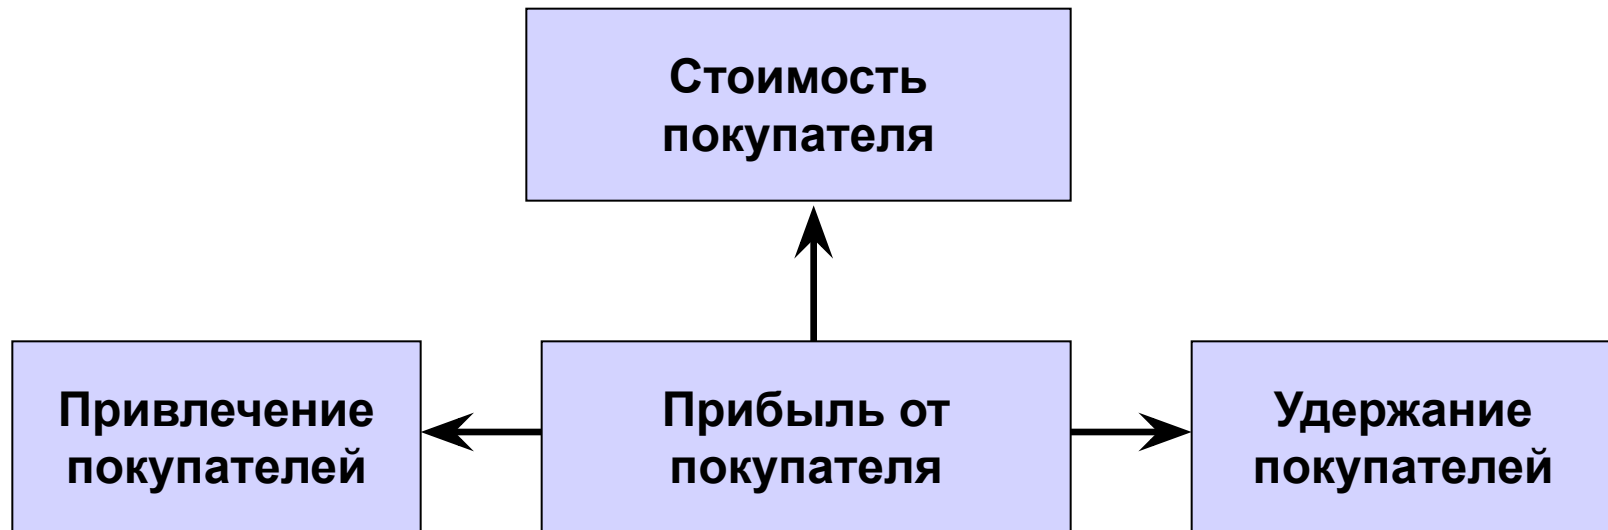 Стоимость
покупателя
Привлечение
покупателей
Прибыль от
покупателя
Удержание
покупателей